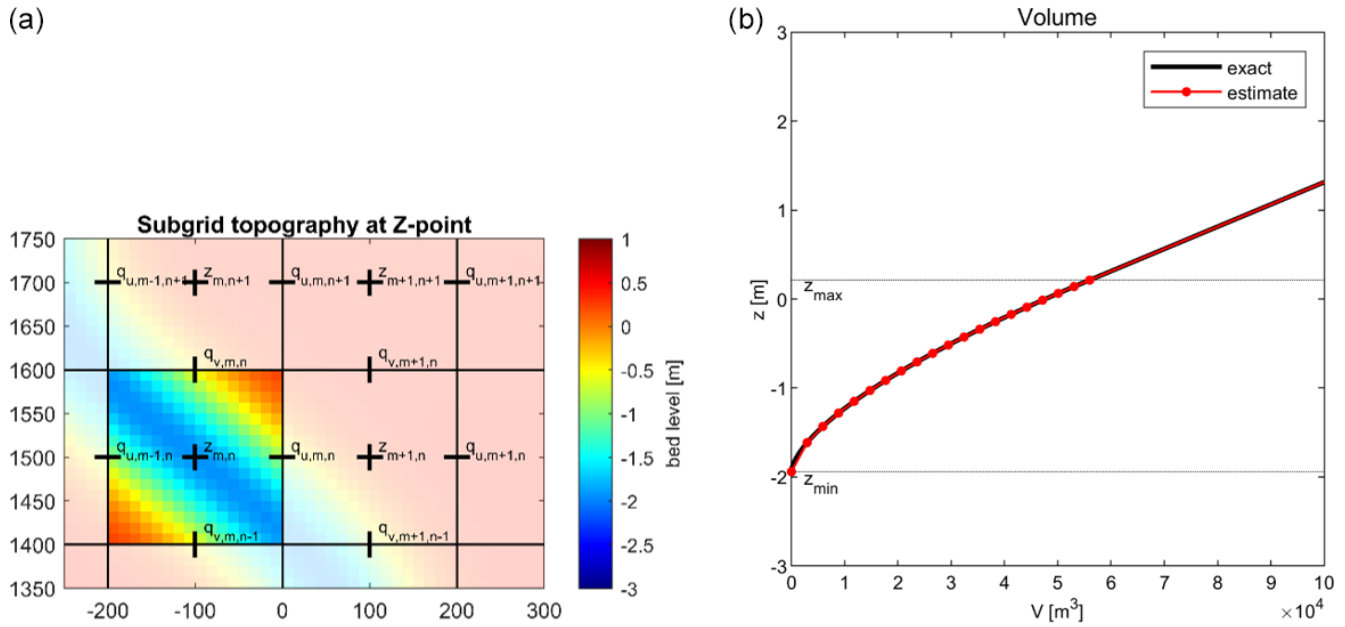 (a)
Subgrid topography at Z-point
1750
1700
1650
1600
1550
1500
1450
1400
1350
-200
-100
0
100
200
300
q_{u,m-1,n+1}
z_{m,n+1}
q_{u,m,n+1}
z_{m+1,n+1}
q_{u,m+1,n+1}
q_{v,m,n}
q_{v,m+1,n}
q_{u,m-1,n}
z_{m,n}
q_{u,m,n}
z_{m+1,n}
q_{u,m+1,n}
q_{v,m,n-1}
q_{v,m+1,n-1}
1
0.5
0
-0.5
-1
-1.5
-2
-2.5
-3
bed level [m]
(b)
Volume
exact
estimate
3
2
1
0
-1
-2
-3
z [m]
z_{max}
z_{min}
0
1
2
3
4
5
6
7
8
9
10
V [m³]
×10⁴